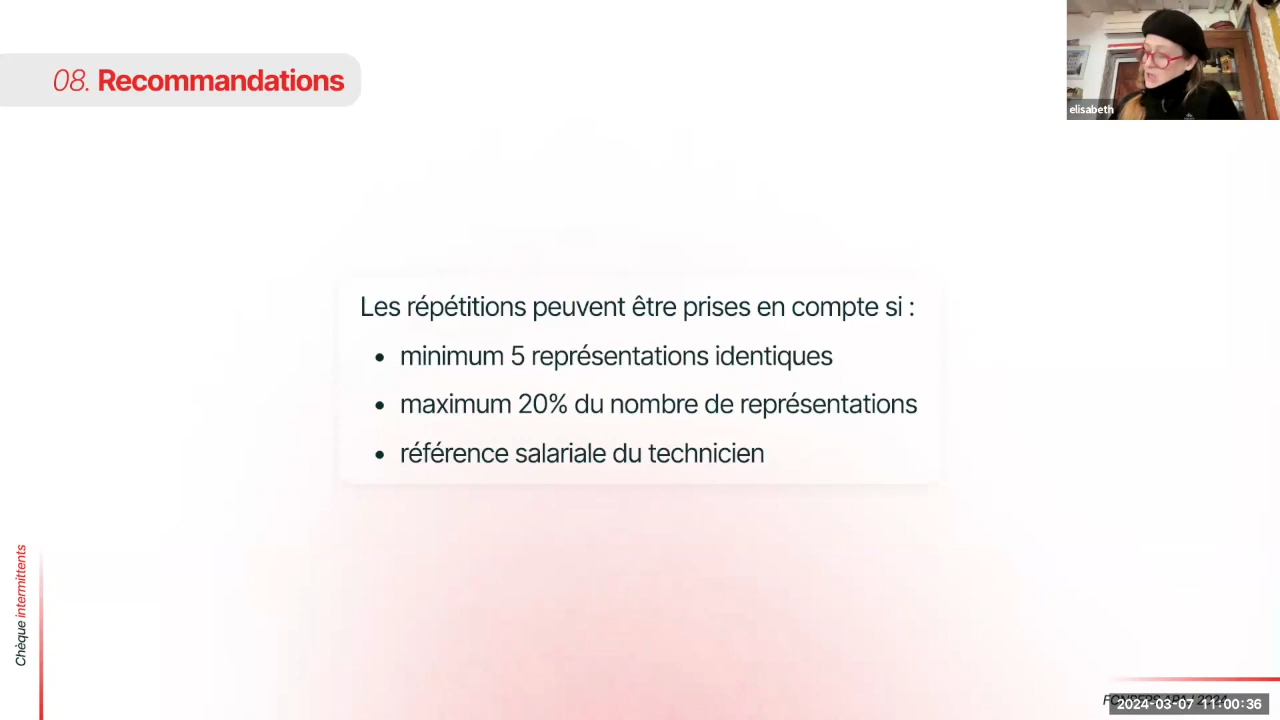 08. Recommandations
elisabeth
Les répétitions peuvent être prises en compte si :
• minimum 5 représentations identiques
• maximum 20% du nombre de représentations
• référence salariale du technicien
Chèque intermittents
2024-03-07 11:00:36